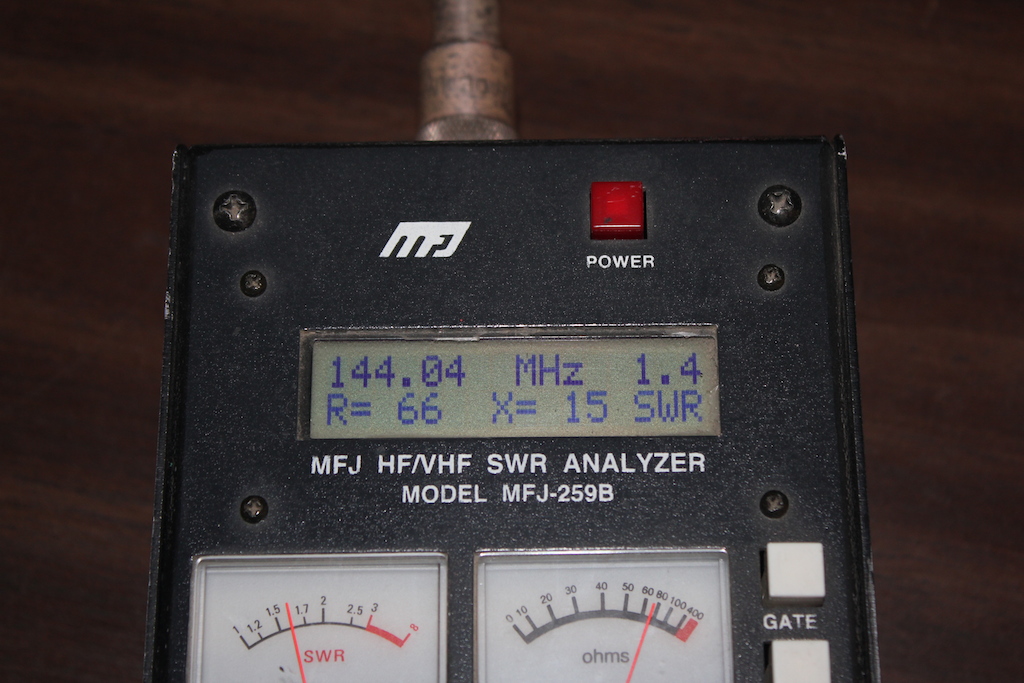 MFJ
POWER
144.04 MHz 1.4
R= 66 X= 15 SWR
MFJ HF/VHF SWR ANALYZER
MODEL MFJ-259B
1 1.2 1.5 1.7 2 2.5 3 8
SWR
0 10 20 30 40 50 60 80 100 400
ohms
GATE